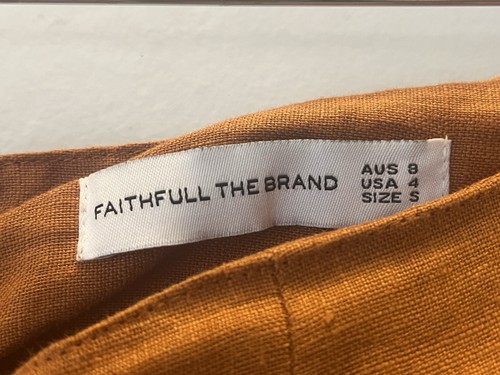 FAITHFULL THE BRAND
AUS 8
USA 4
SIZE S